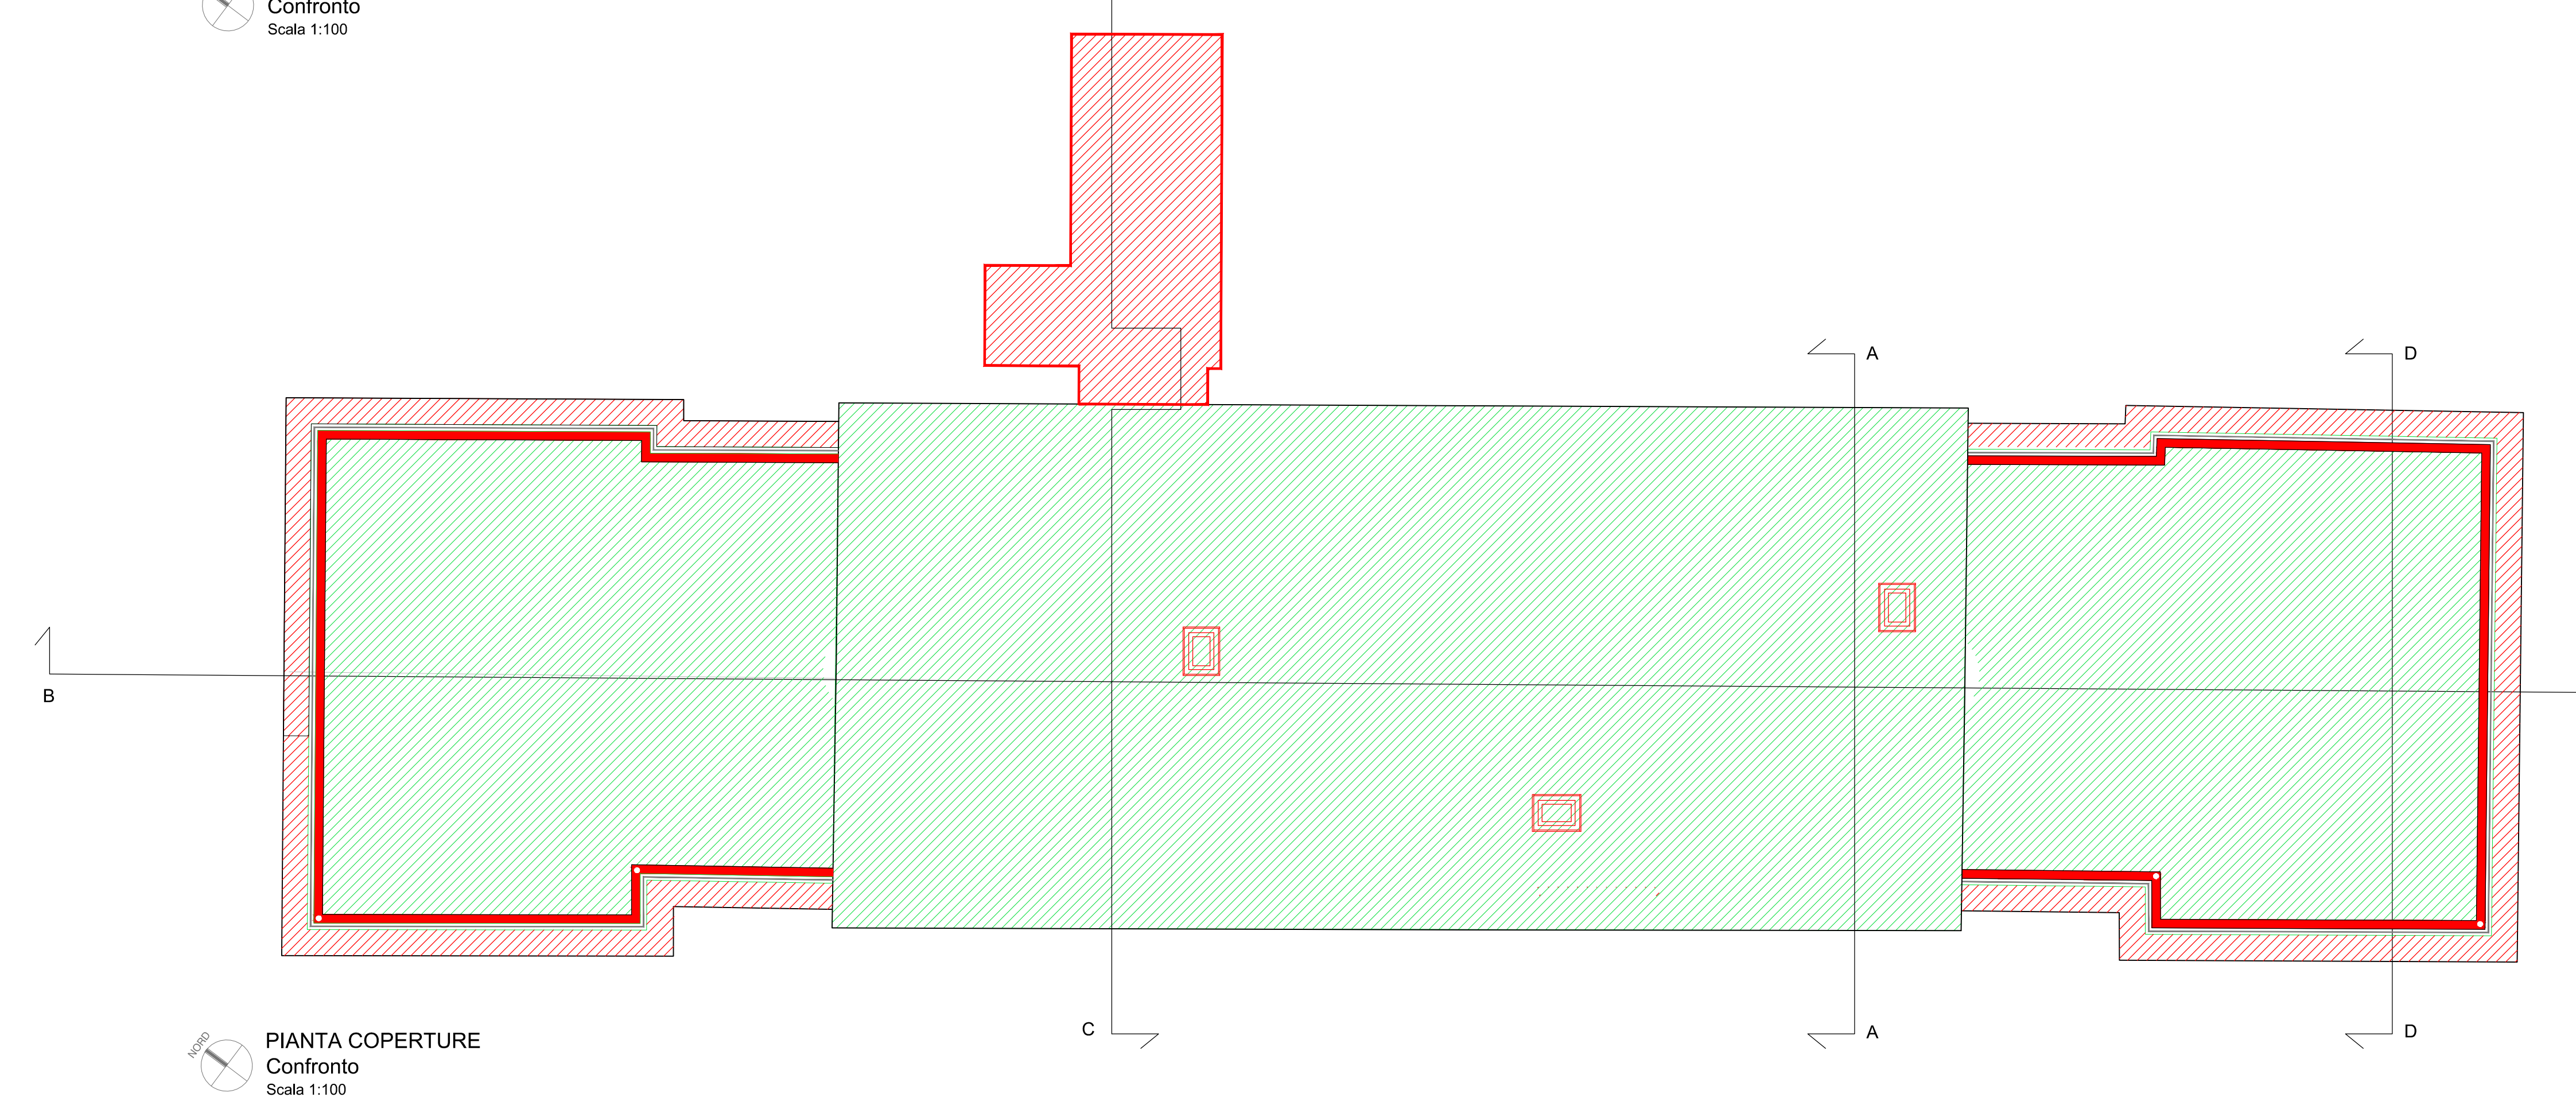 Confronto
Scala 1:100
A
D
B
C
A
D
NORD
PIANTA COPERTURE
Confronto
Scala 1:100